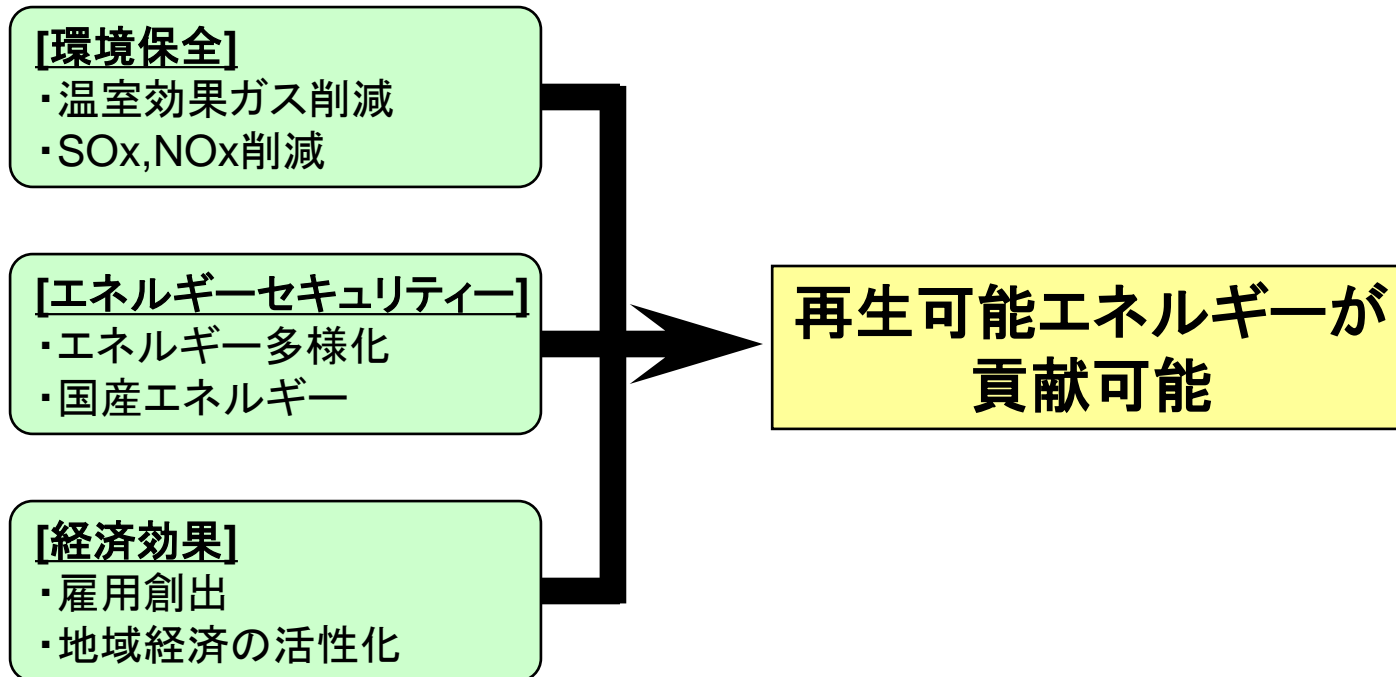 [環境保全]
・温室効果ガス削減
・SOx,NOx削減
[エネルギーセキュリティー]
・エネルギー多様化
・国産エネルギー
[経済効果]
・雇用創出
・地域経済の活性化
再生可能エネルギーが
貢献可能